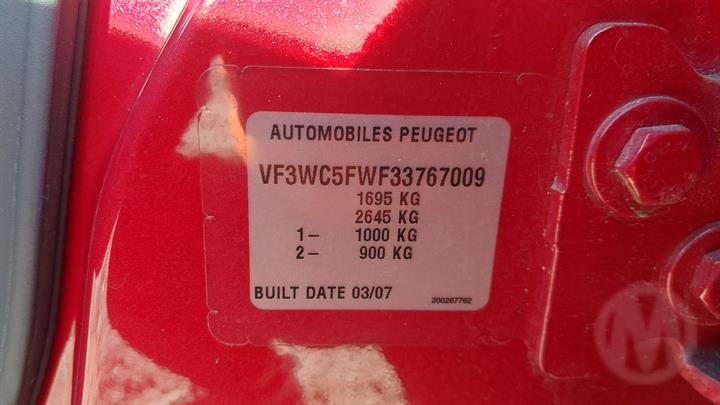 AUTOMOBILES PEUGEOT
VF3WC5FWF33767009
1695 KG
2645 KG
1– 1000 KG
2– 900 KG
BUILT DATE 03/07 200267762
M